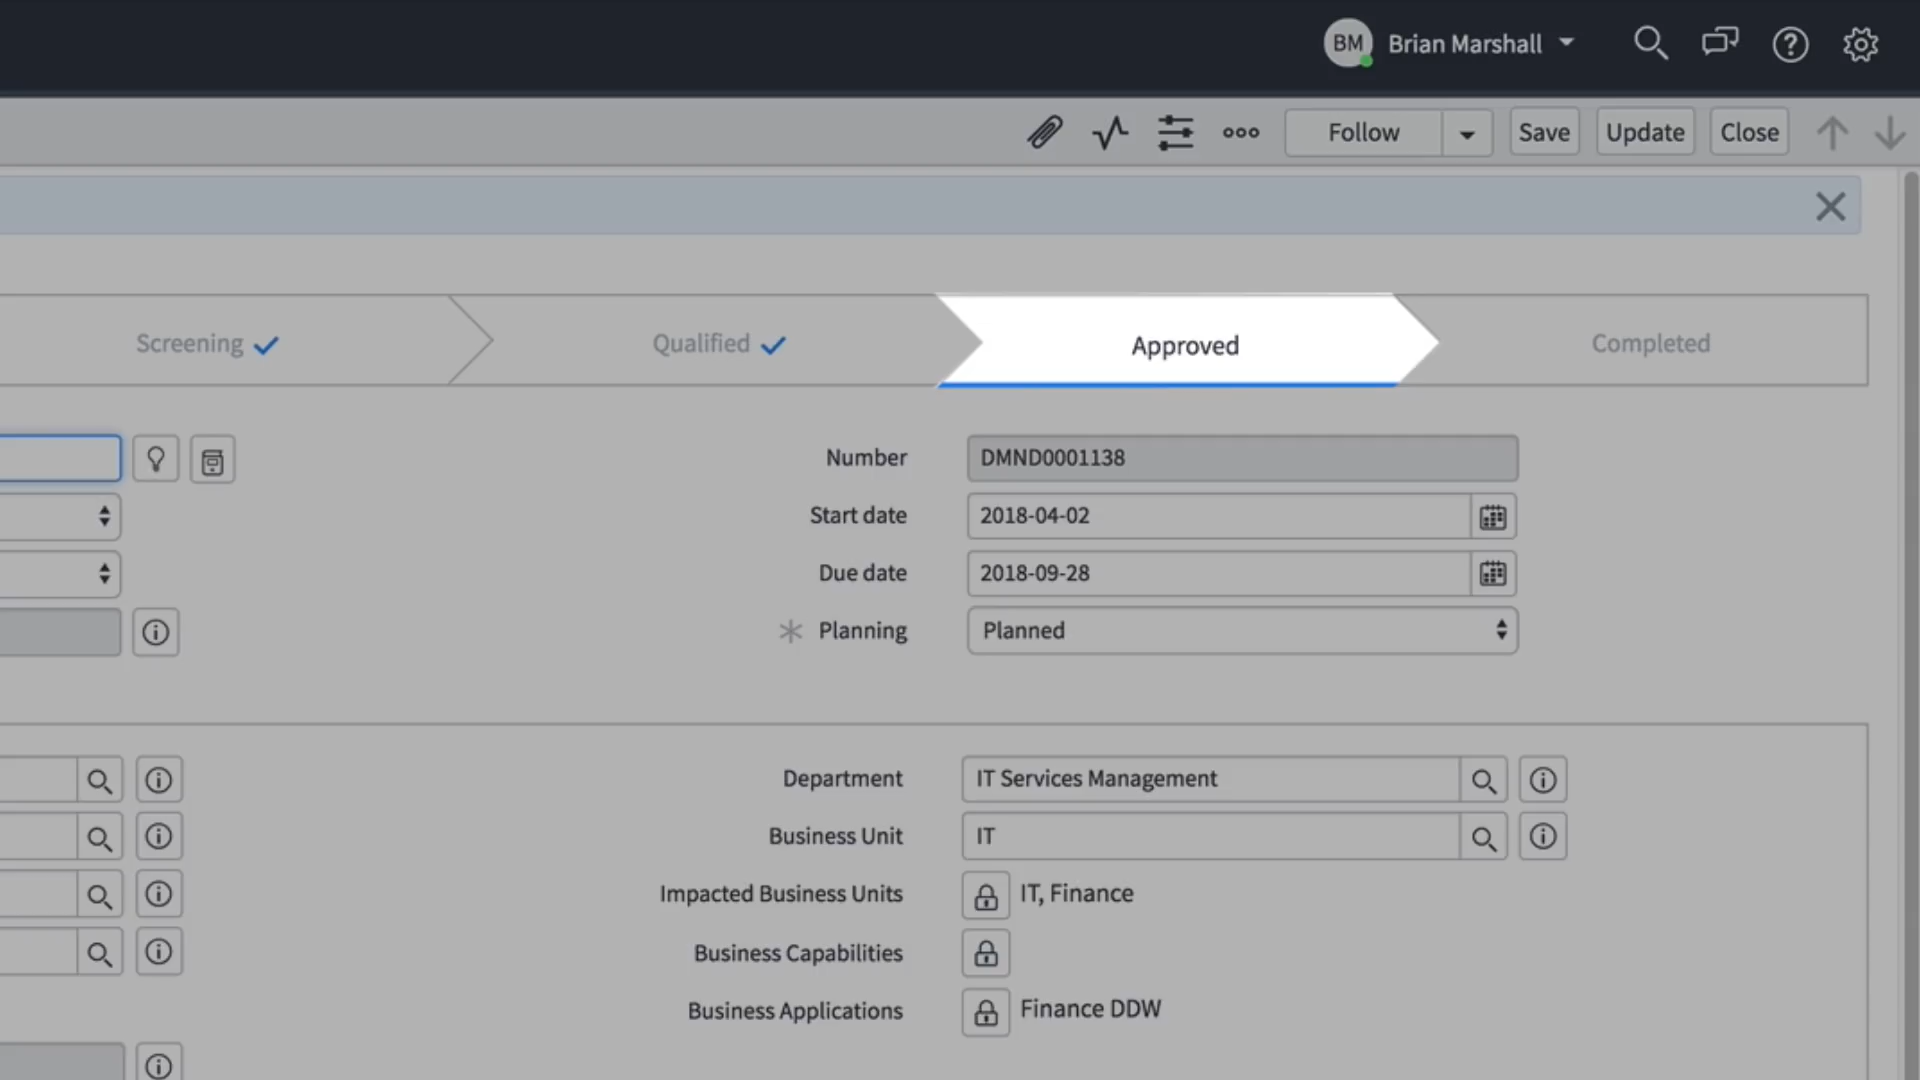 BM Brian Marshall
Follow Save Update Close
Screening Qualified Approved Completed
Number DMND0001138
Start date 2018-04-02
Due date 2018-09-28
Planning Planned
Department IT Services Management
Business Unit IT
Impacted Business Units IT, Finance
Business Capabilities
Business Applications Finance DDW